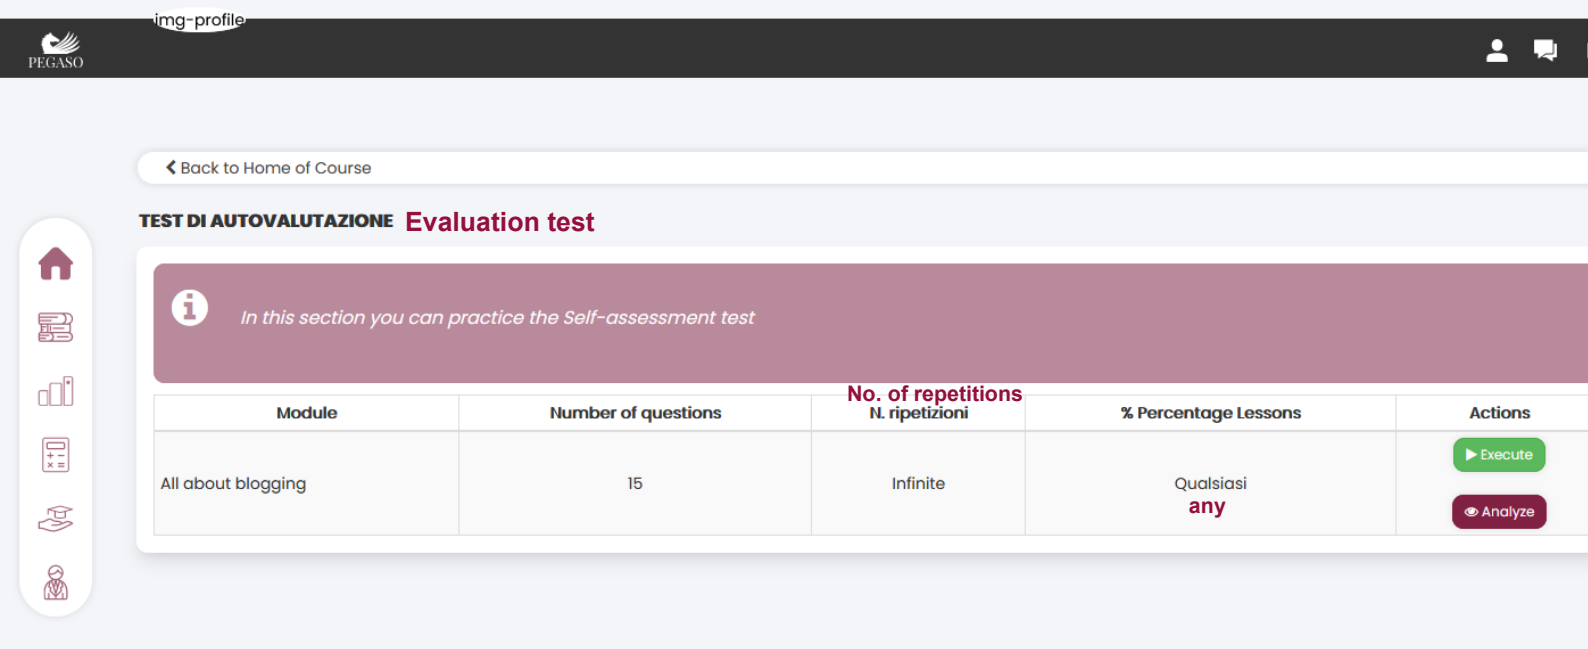 img-profile
PEGASO
Back to Home of Course
TEST DI AUTOVALUTAZIONE Evaluation test
In this section you can practice the Self-assessment test
No. of repetitions
Module Number of questions N. ripetizioni % Percentage Lessons Actions
Execute
All about blogging 15 Infinite Qualsiasi
any
Analyze